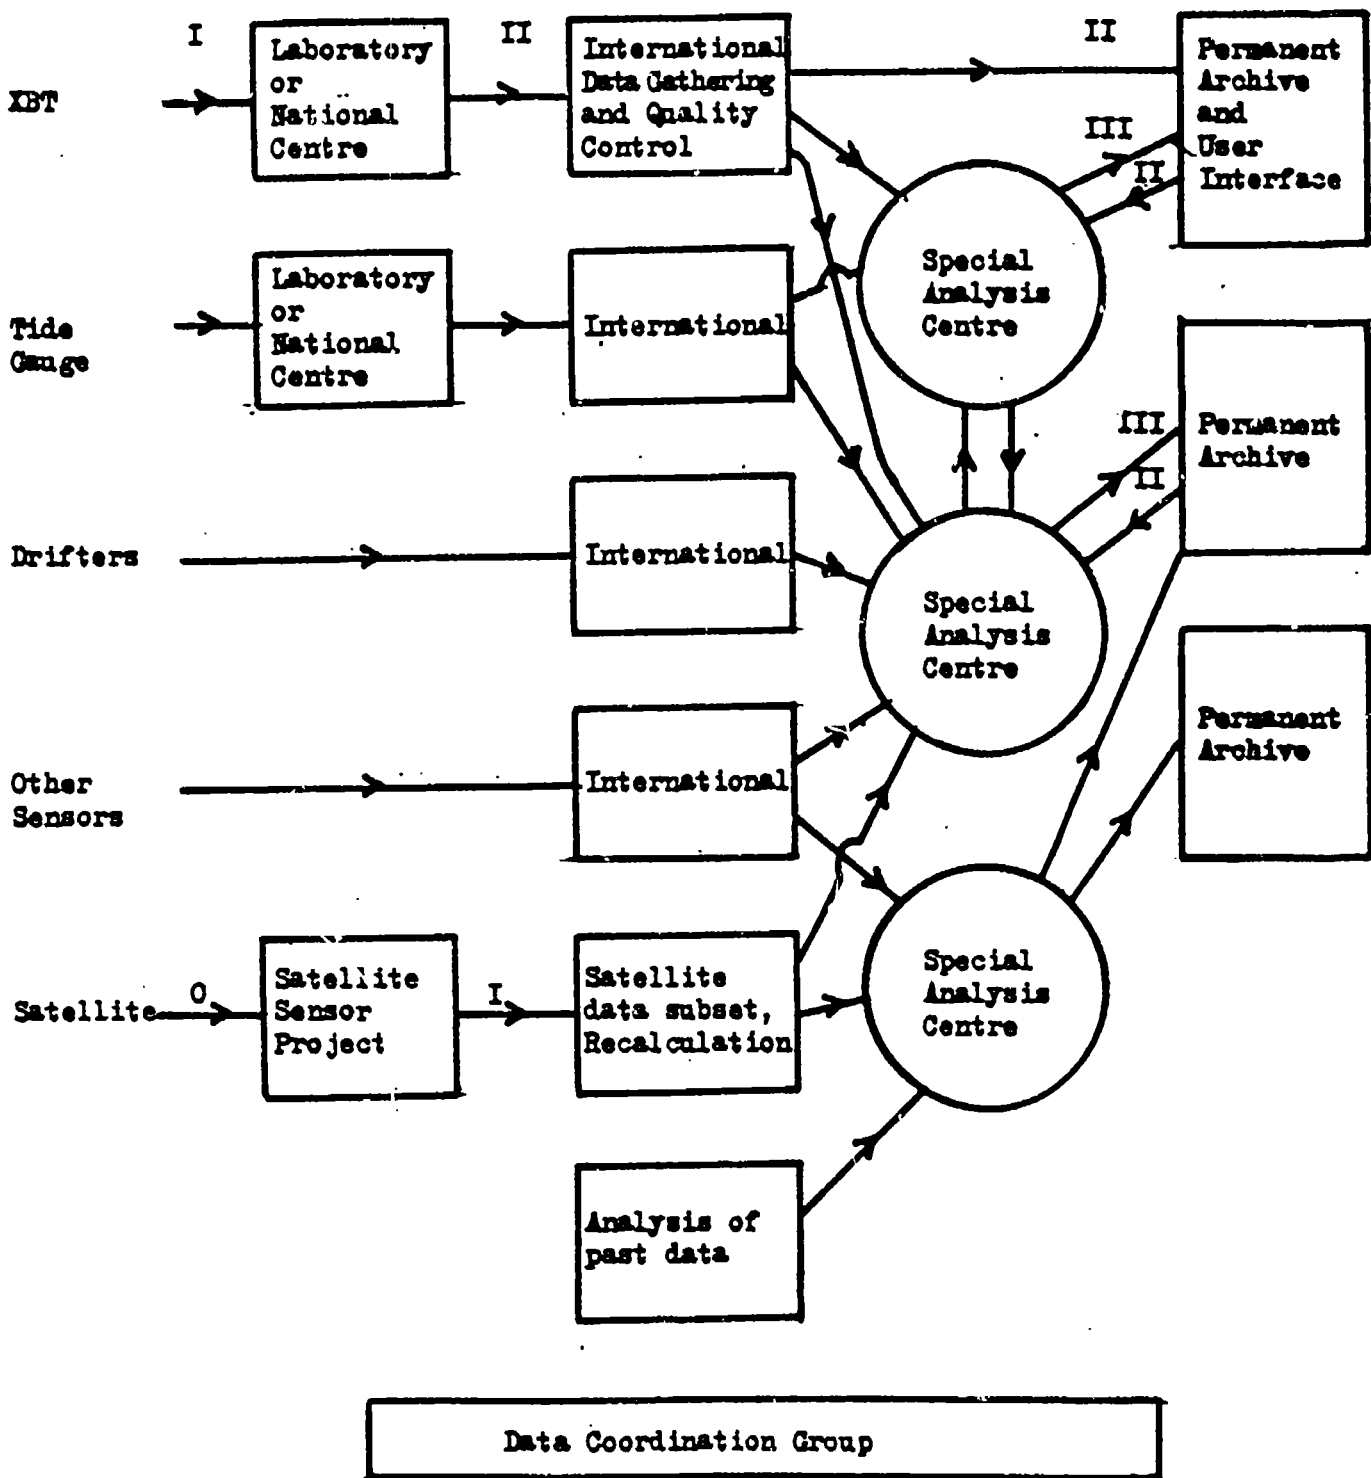 I
II
II
XBT
Laboratory
or
National
Centre
International
Data Gathering
and Quality
Control
Permanent
Archive
and
User
Interface
III
II
Tide
Gauge
Laboratory
or
National
Centre
International
Special
Analysis
Centre
III
II
Permanent
Archive
Drifters
International
Special
Analysis
Centre
Other
Sensors
International
Permanent
Archive
Satellite
O
Satellite
Sensor
Project
I
Satellite
data subset,
Recalculation
Special
Analysis
Centre
Analysis of
past data
Data Coordination Group